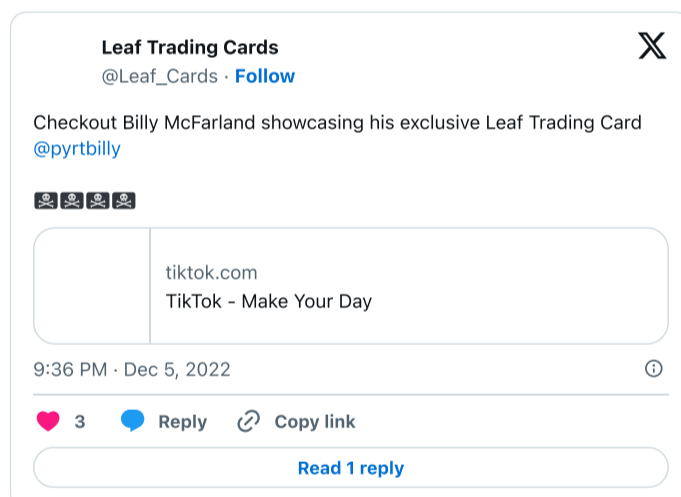 Leaf Trading Cards
@Leaf_Cards · Follow
Checkout Billy McFarland showcasing his exclusive Leaf Trading Card
@pyrtbilly
🏴‍☠️🏴‍☠️🏴‍☠️🏴‍☠️
tiktok.com
TikTok - Make Your Day
9:36 PM · Dec 5, 2022
3 Reply Copy link
Read 1 reply